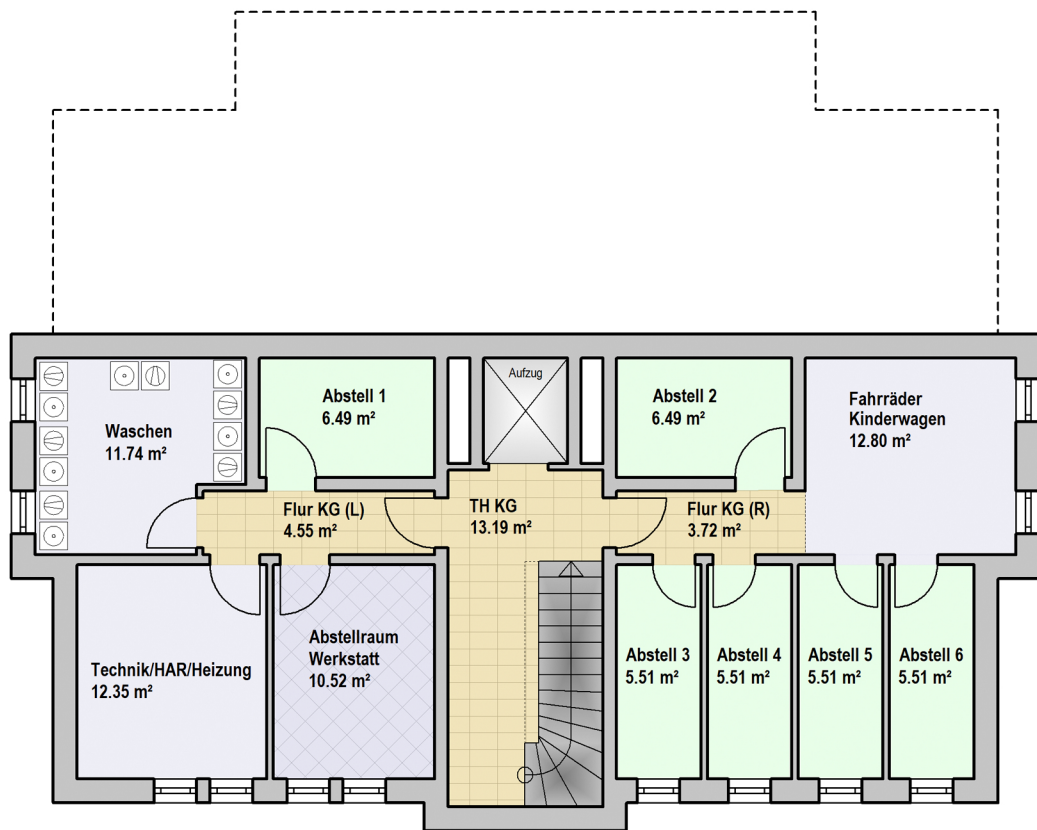 Aufzug
Abstell 1
6.49 m²
Abstell 2
6.49 m²
Fahrräder
Kinderwagen
12.80 m²
Waschen
11.74 m²
Flur KG (L)
4.55 m²
TH KG
13.19 m²
Flur KG (R)
3.72 m²
Technik/HAR/Heizung
12.35 m²
Abstellraum
Werkstatt
10.52 m²
Abstell 3
5.51 m²
Abstell 4
5.51 m²
Abstell 5
5.51 m²
Abstell 6
5.51 m²